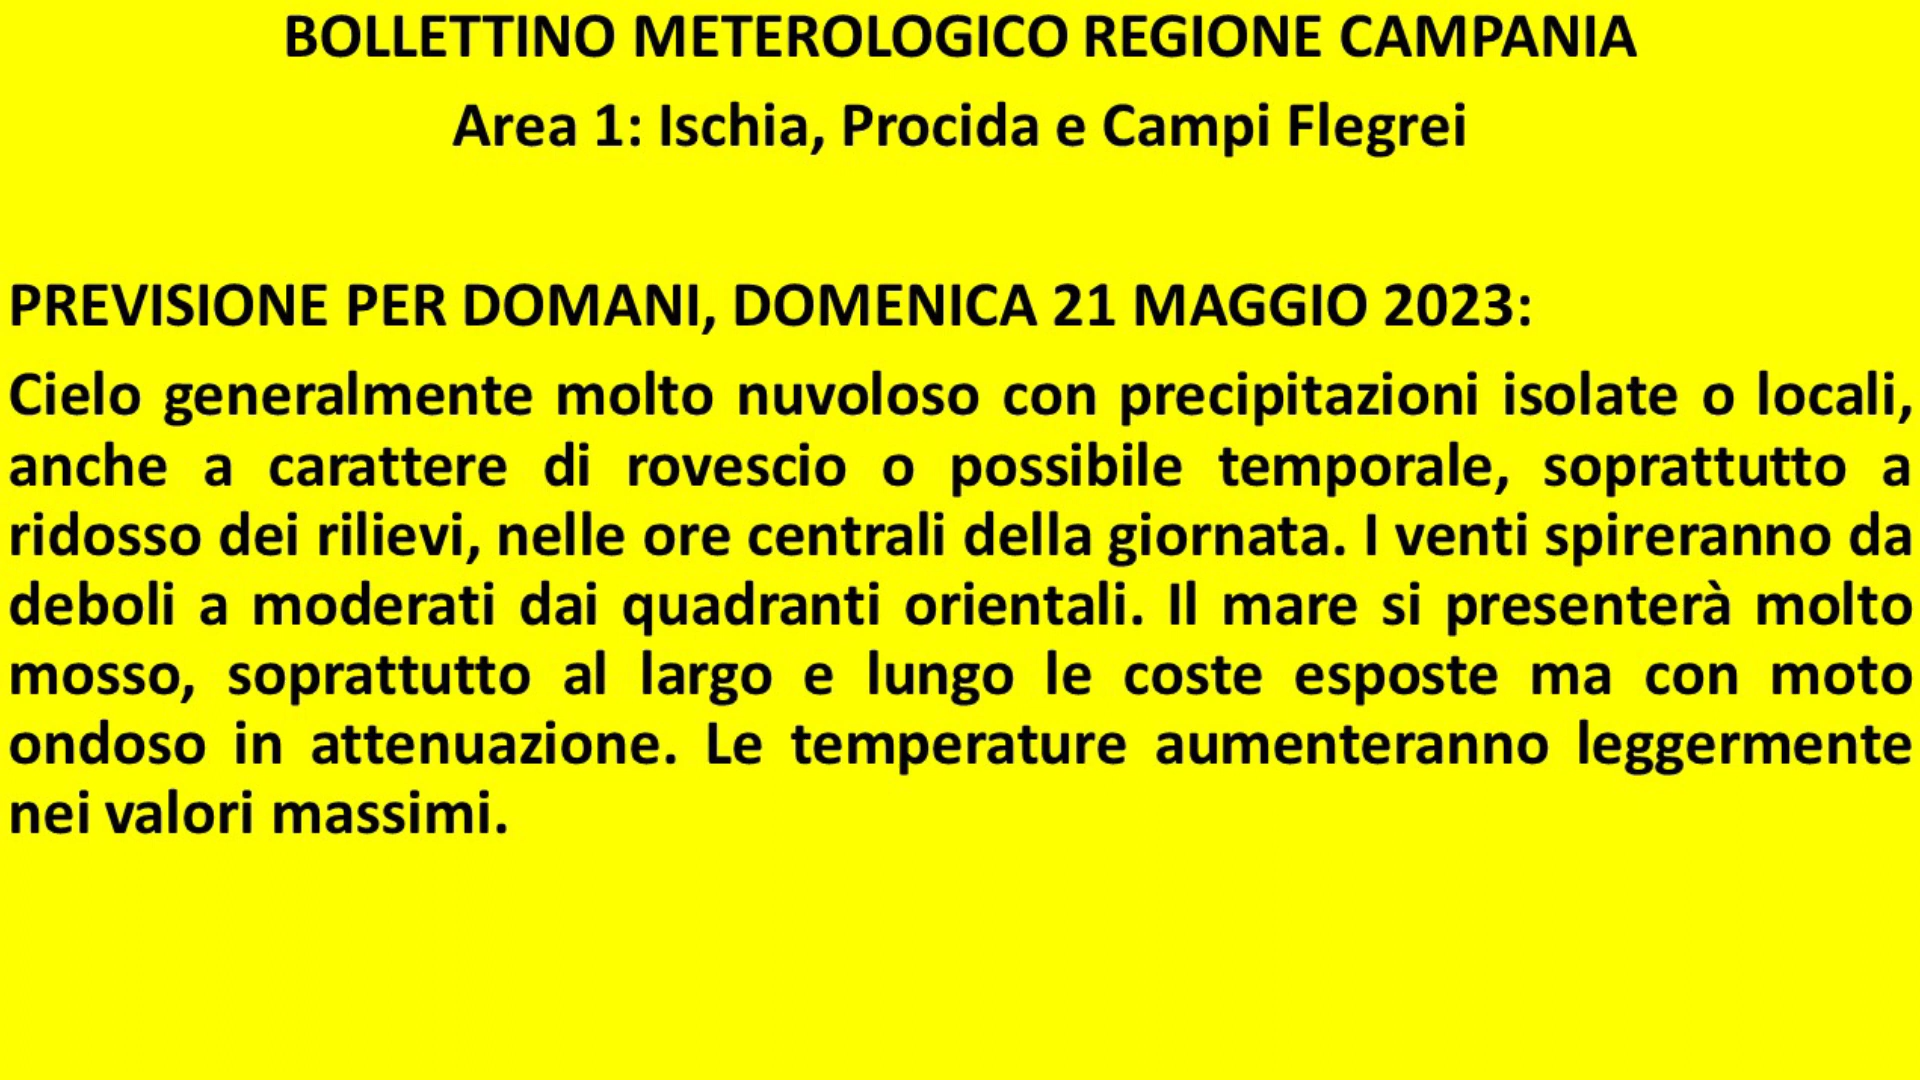 BOLLETTINO METEROLOGICO REGIONE CAMPANIA
Area 1: Ischia, Procida e Campi Flegrei
PREVISIONE PER DOMANI, DOMENICA 21 MAGGIO 2023:
Cielo generalmente molto nuvoloso con precipitazioni isolate o locali,
anche a carattere di rovescio o possibile temporale, soprattutto a
ridosso dei rilievi, nelle ore centrali della giornata. I venti spireranno da
deboli a moderati dai quadranti orientali. Il mare si presenterà molto
mosso, soprattutto al largo e lungo le coste esposte ma con moto
ondoso in attenuazione. Le temperature aumenteranno leggermente
nei valori massimi.